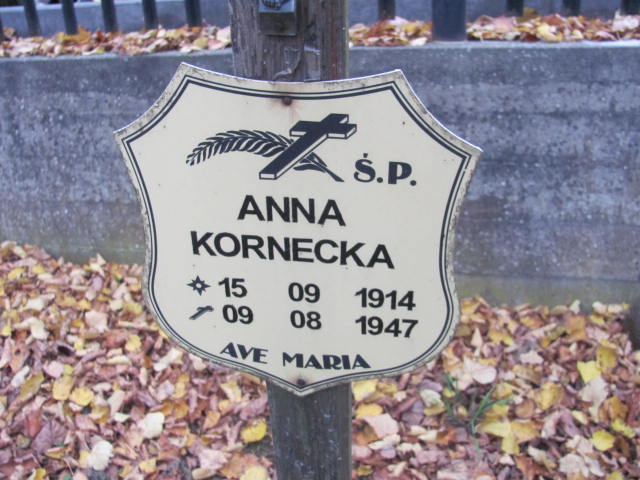 Ś.P.
ANNA
KORNECKA
15 09 1914
09 08 1947
AVE MARIA